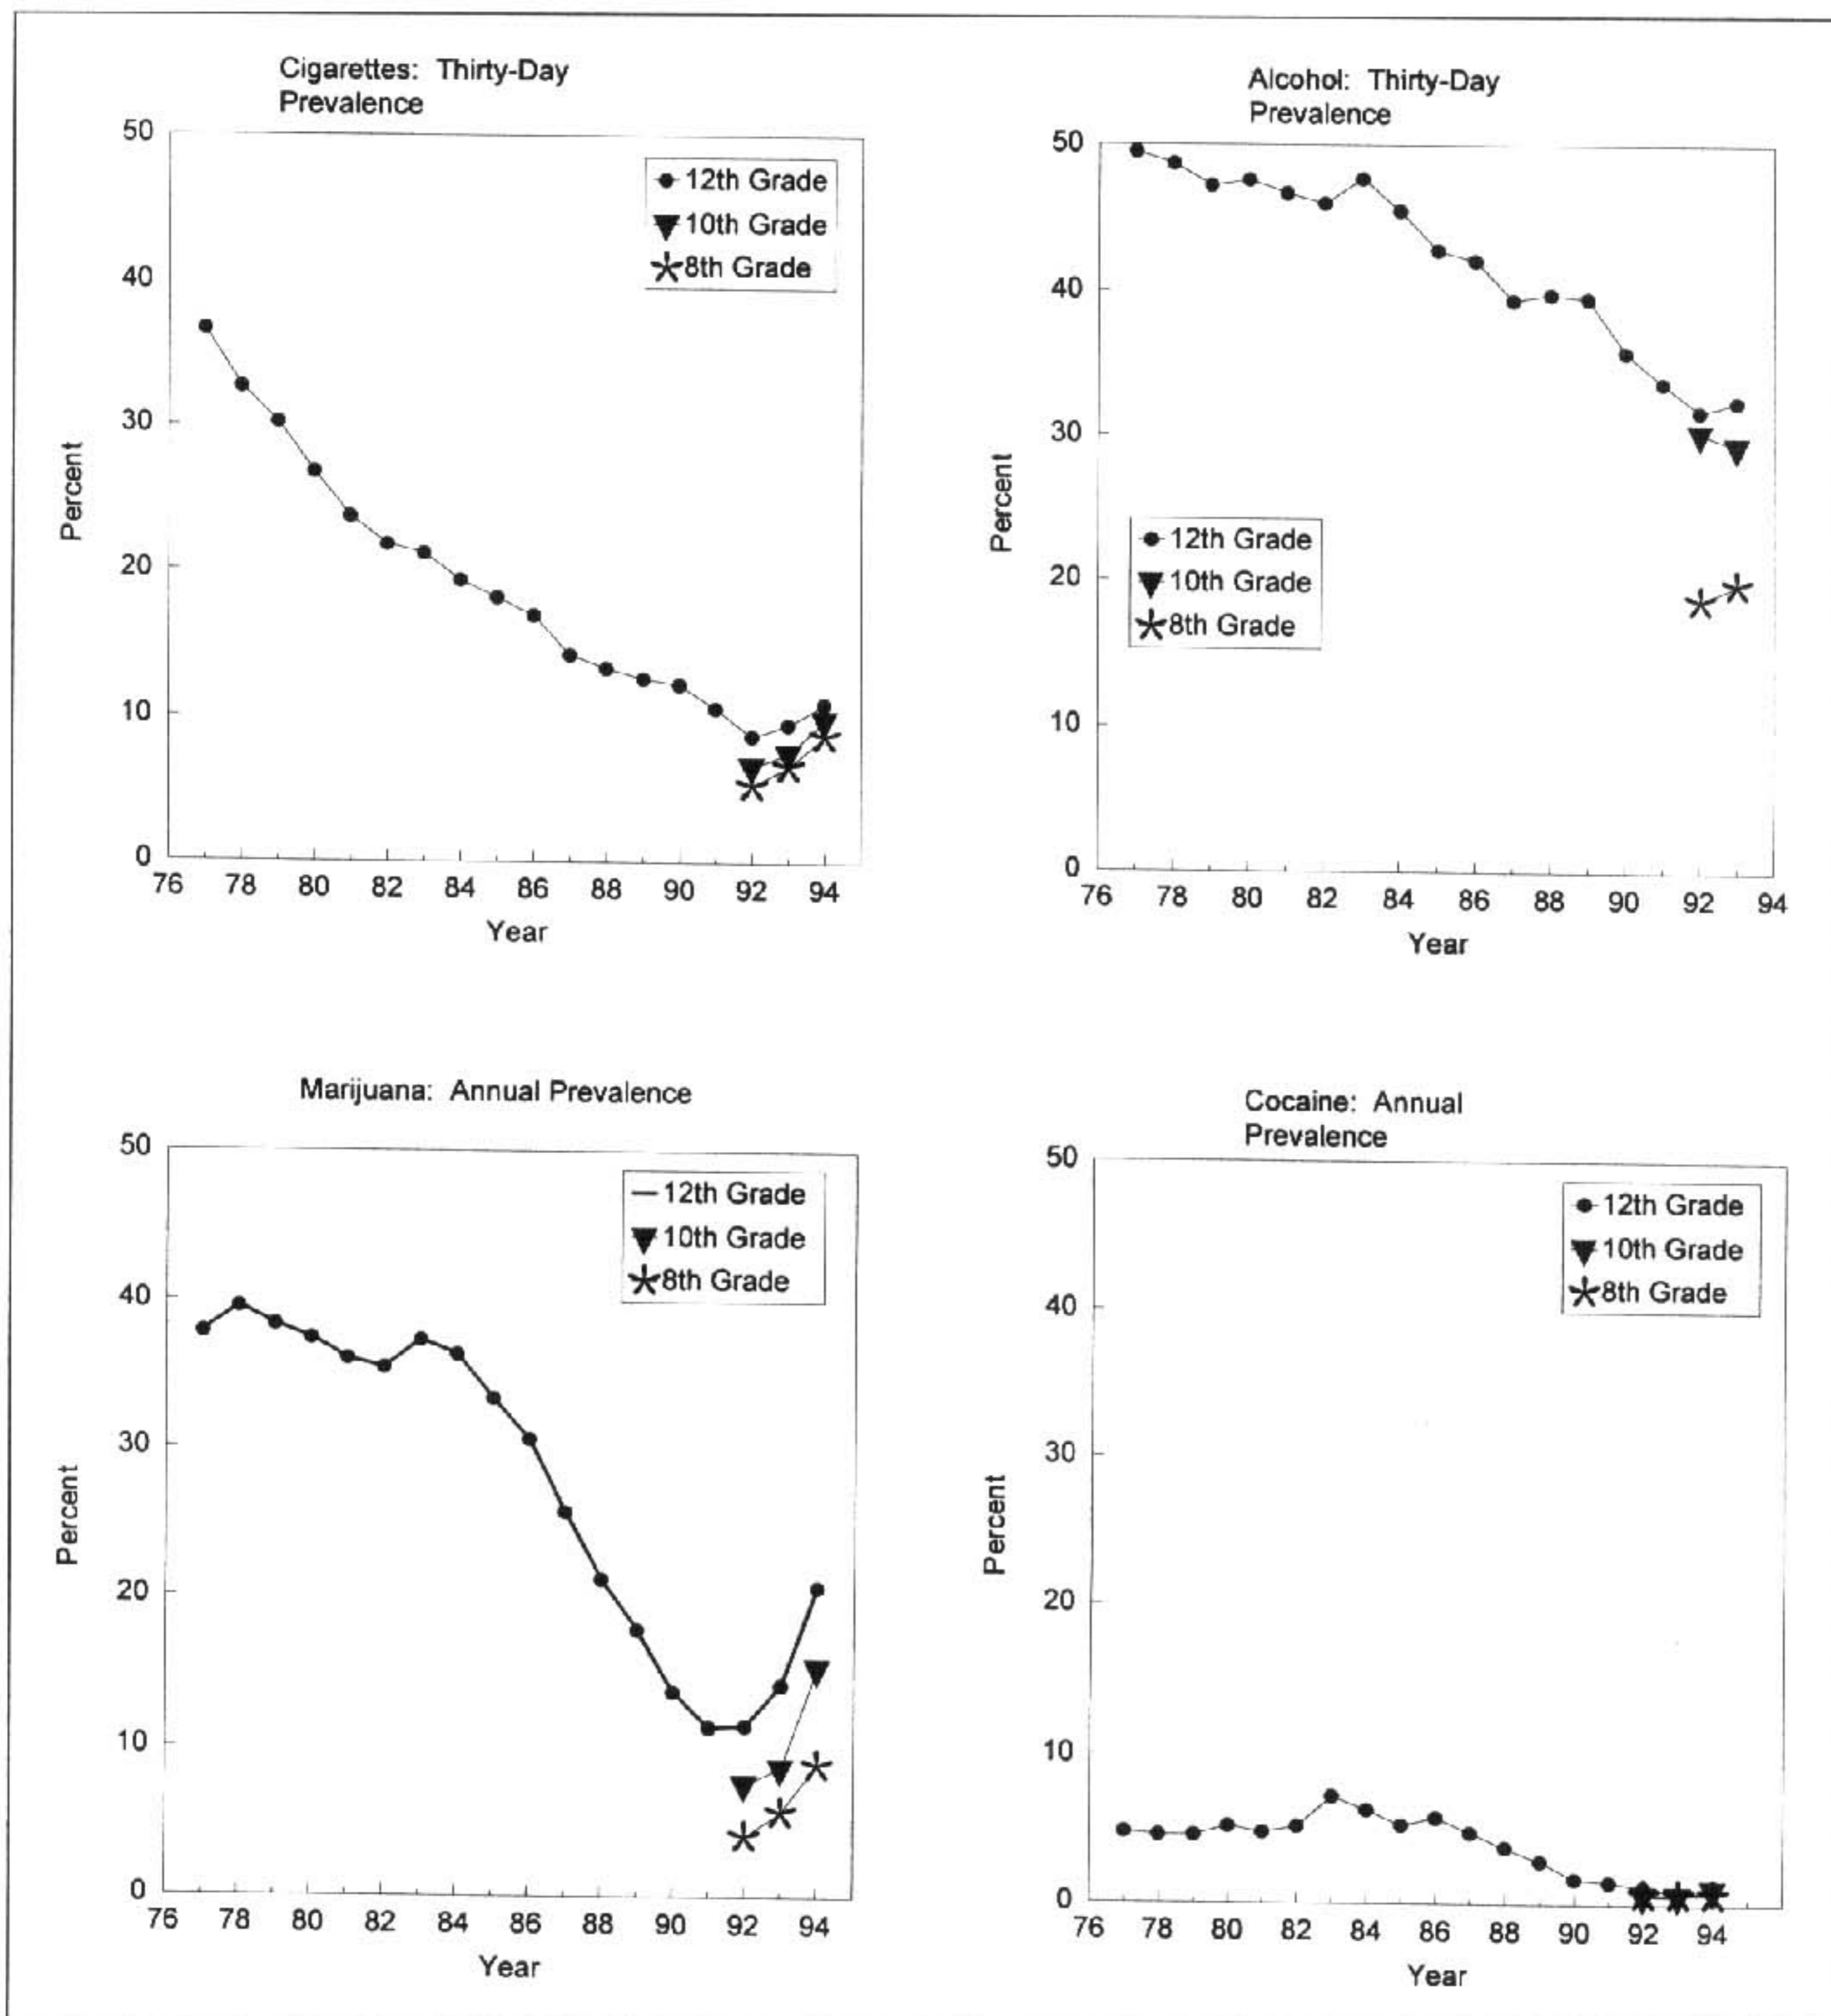 Cigarettes: Thirty-Day
Prevalence
50
40
30
20
10
0
Percent
12th Grade
10th Grade
8th Grade
76 78 80 82 84 86 88 90 92 94
Year
Alcohol: Thirty-Day
Prevalence
50
40
30
20
10
0
Percent
12th Grade
10th Grade
8th Grade
76 78 80 82 84 86 88 90 92 94
Year
Marijuana: Annual Prevalence
50
40
30
20
10
0
Percent
12th Grade
10th Grade
8th Grade
76 78 80 82 84 86 88 90 92 94
Year
Cocaine: Annual
Prevalence
50
40
30
20
10
0
Percent
12th Grade
10th Grade
8th Grade
76 78 80 82 84 86 88 90 92 94
Year